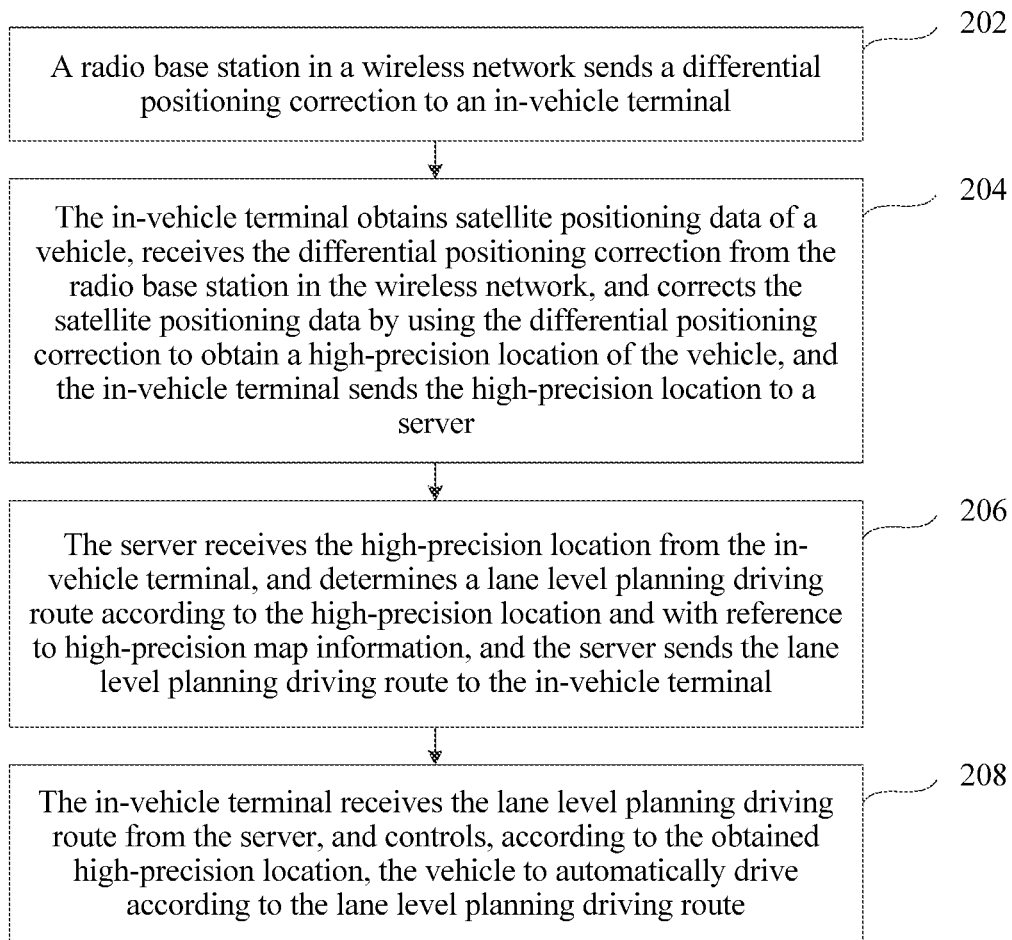 202
A radio base station in a wireless network sends a differential
positioning correction to an in-vehicle terminal
204
The in-vehicle terminal obtains satellite positioning data of a
vehicle, receives the differential positioning correction from the
radio base station in the wireless network, and corrects the
satellite positioning data by using the differential positioning
correction to obtain a high-precision location of the vehicle, and
the in-vehicle terminal sends the high-precision location to a
server
206
The server receives the high-precision location from the in-
vehicle terminal, and determines a lane level planning driving
route according to the high-precision location and with reference
to high-precision map information, and the server sends the lane
level planning driving route to the in-vehicle terminal
208
The in-vehicle terminal receives the lane level planning driving
route from the server, and controls, according to the obtained
high-precision location, the vehicle to automatically drive
according to the lane level planning driving route